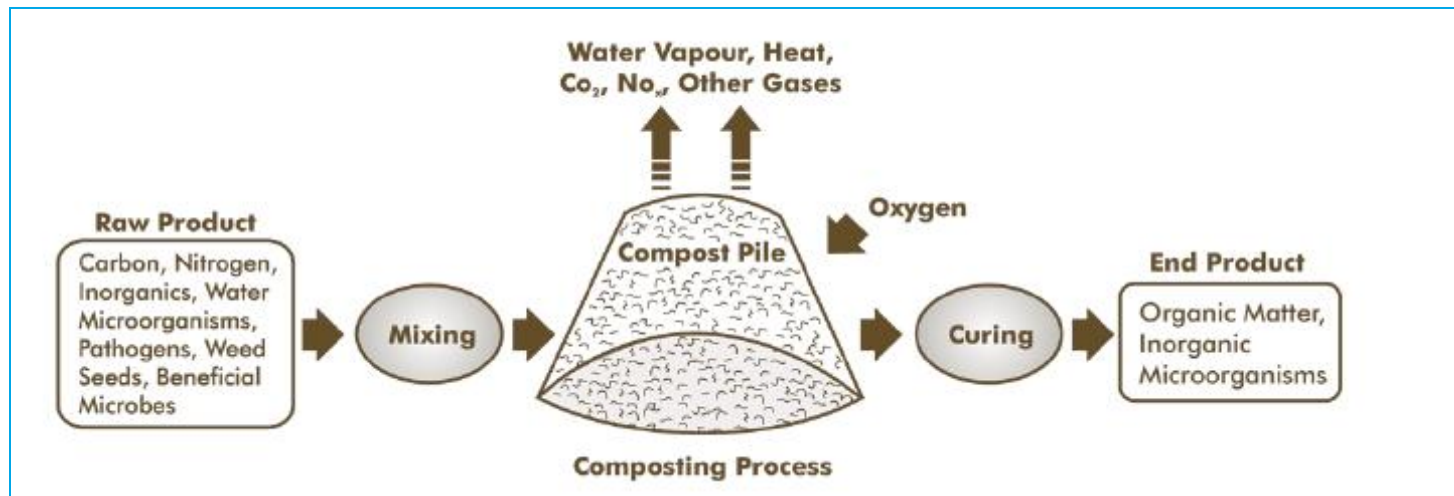 Water Vapour, Heat,
Co₂, Noₓ, Other Gases
Oxygen
Raw Product
Carbon, Nitrogen,
Inorganics, Water
Microorganisms,
Pathogens, Weed
Seeds, Beneficial
Microbes
Mixing
Compost Pile
Curing
End Product
Organic Matter,
Inorganic
Microorganisms
Composting Process